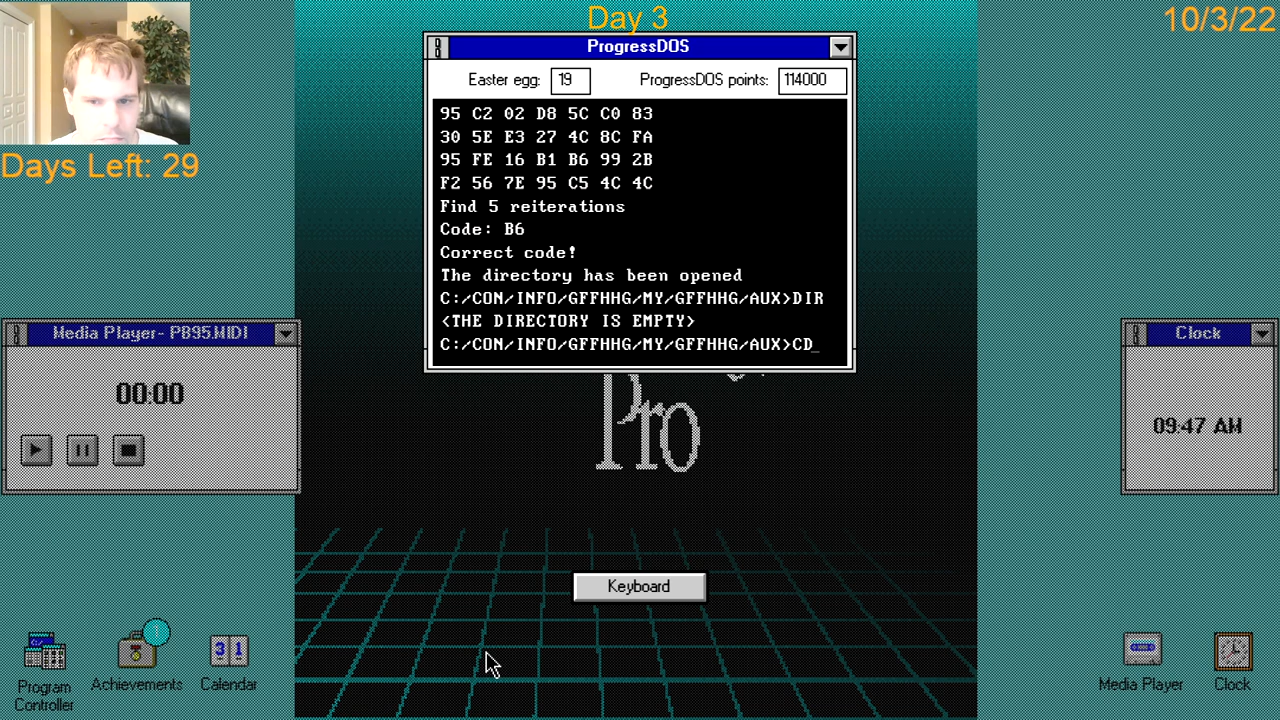 Day 3
10/3/22
Days Left: 29
ProgressDOS
Easter egg: 19 ProgressDOS points: 114000
95 C2 02 D8 5C C0 83
30 5E E3 27 4C 8C FA
95 FE 16 B1 B6 99 2B
F2 56 7E 95 C5 4C 4C
Find 5 reiterations
Code: B6
Correct code!
The directory has been opened
C:/CON/INFO/GFFHHG/MY/GFFHHG/AUX>DIR
<THE DIRECTORY IS EMPTY>
C:/CON/INFO/GFFHHG/MY/GFFHHG/AUX>CD_
Media Player- PB95.MIDI
00:00
Clock
09:47 AM
Pro
Keyboard
Program
Controller
Achievements
1
31
Calendar
Media Player
Clock